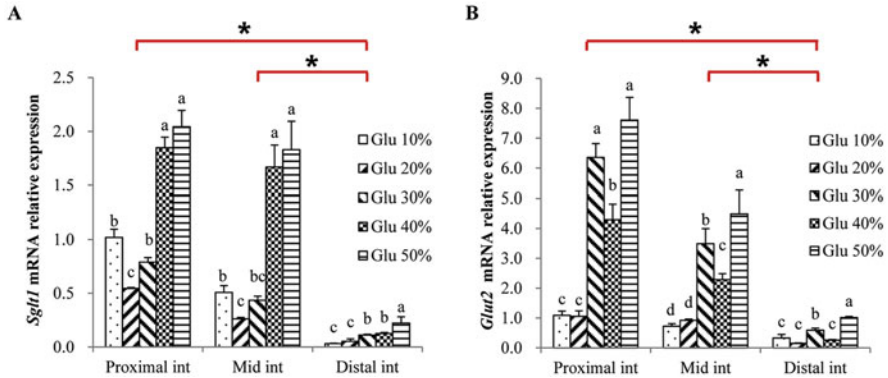 A
*
*
Sglt1 mRNA relative expression
2.5
2.0
1.5
1.0
0.5
0.0
b
c
b
a
a
b
c
bc
a
a
c
c
b
b
a
Glu 10%
Glu 20%
Glu 30%
Glu 40%
Glu 50%
Proximal int
Mid int
Distal int
B
*
*
Glut2 mRNA relative expression
9.0
8.0
7.0
6.0
5.0
4.0
3.0
2.0
1.0
0.0
c
c
a
b
a
d
d
b
c
a
c
c
b
c
a
Glu 10%
Glu 20%
Glu 30%
Glu 40%
Glu 50%
Proximal int
Mid int
Distal int